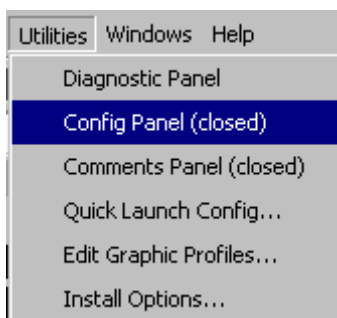 Utilities Windows Help
Diagnostic Panel
Config Panel (closed)
Comments Panel (closed)
Quick Launch Config...
Edit Graphic Profiles...
Install Options...